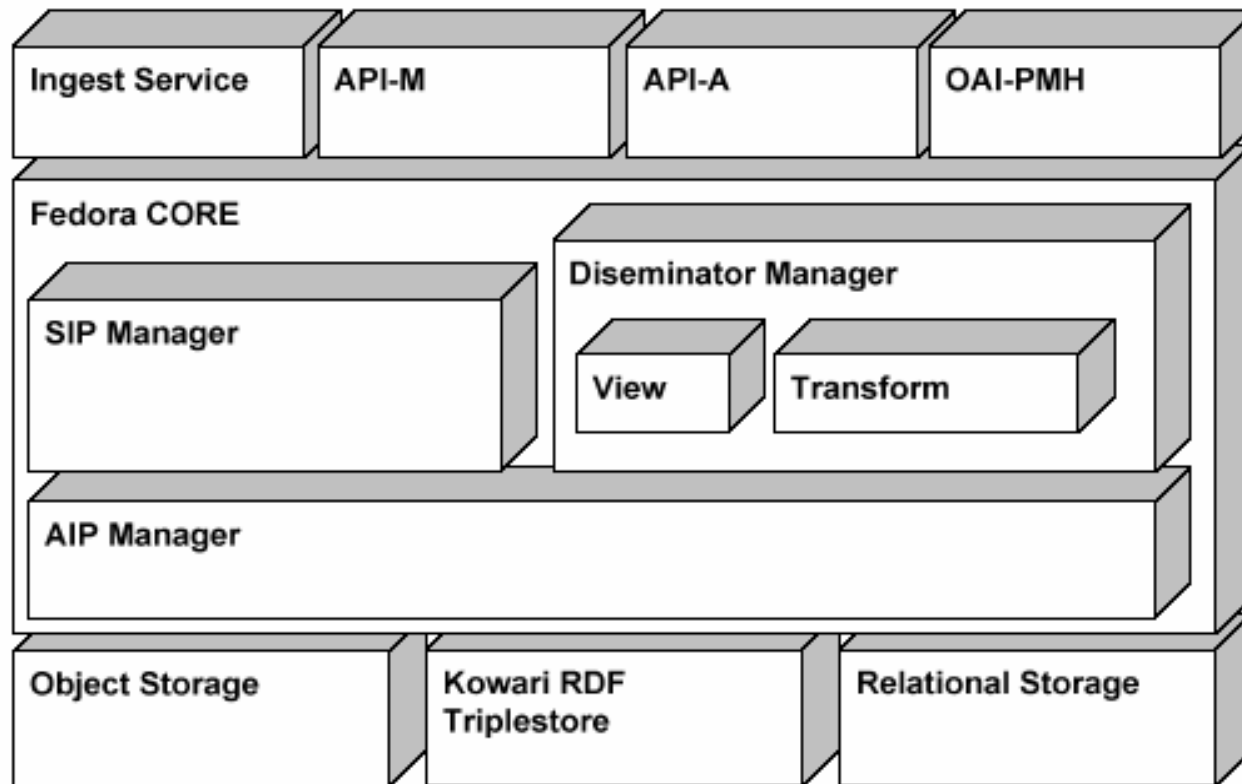 Ingest Service
API-M
API-A
OAI-PMH
Fedora CORE
Diseminator Manager
SIP Manager
View
Transform
AIP Manager
Object Storage
Kowari RDF
Triplestore
Relational Storage